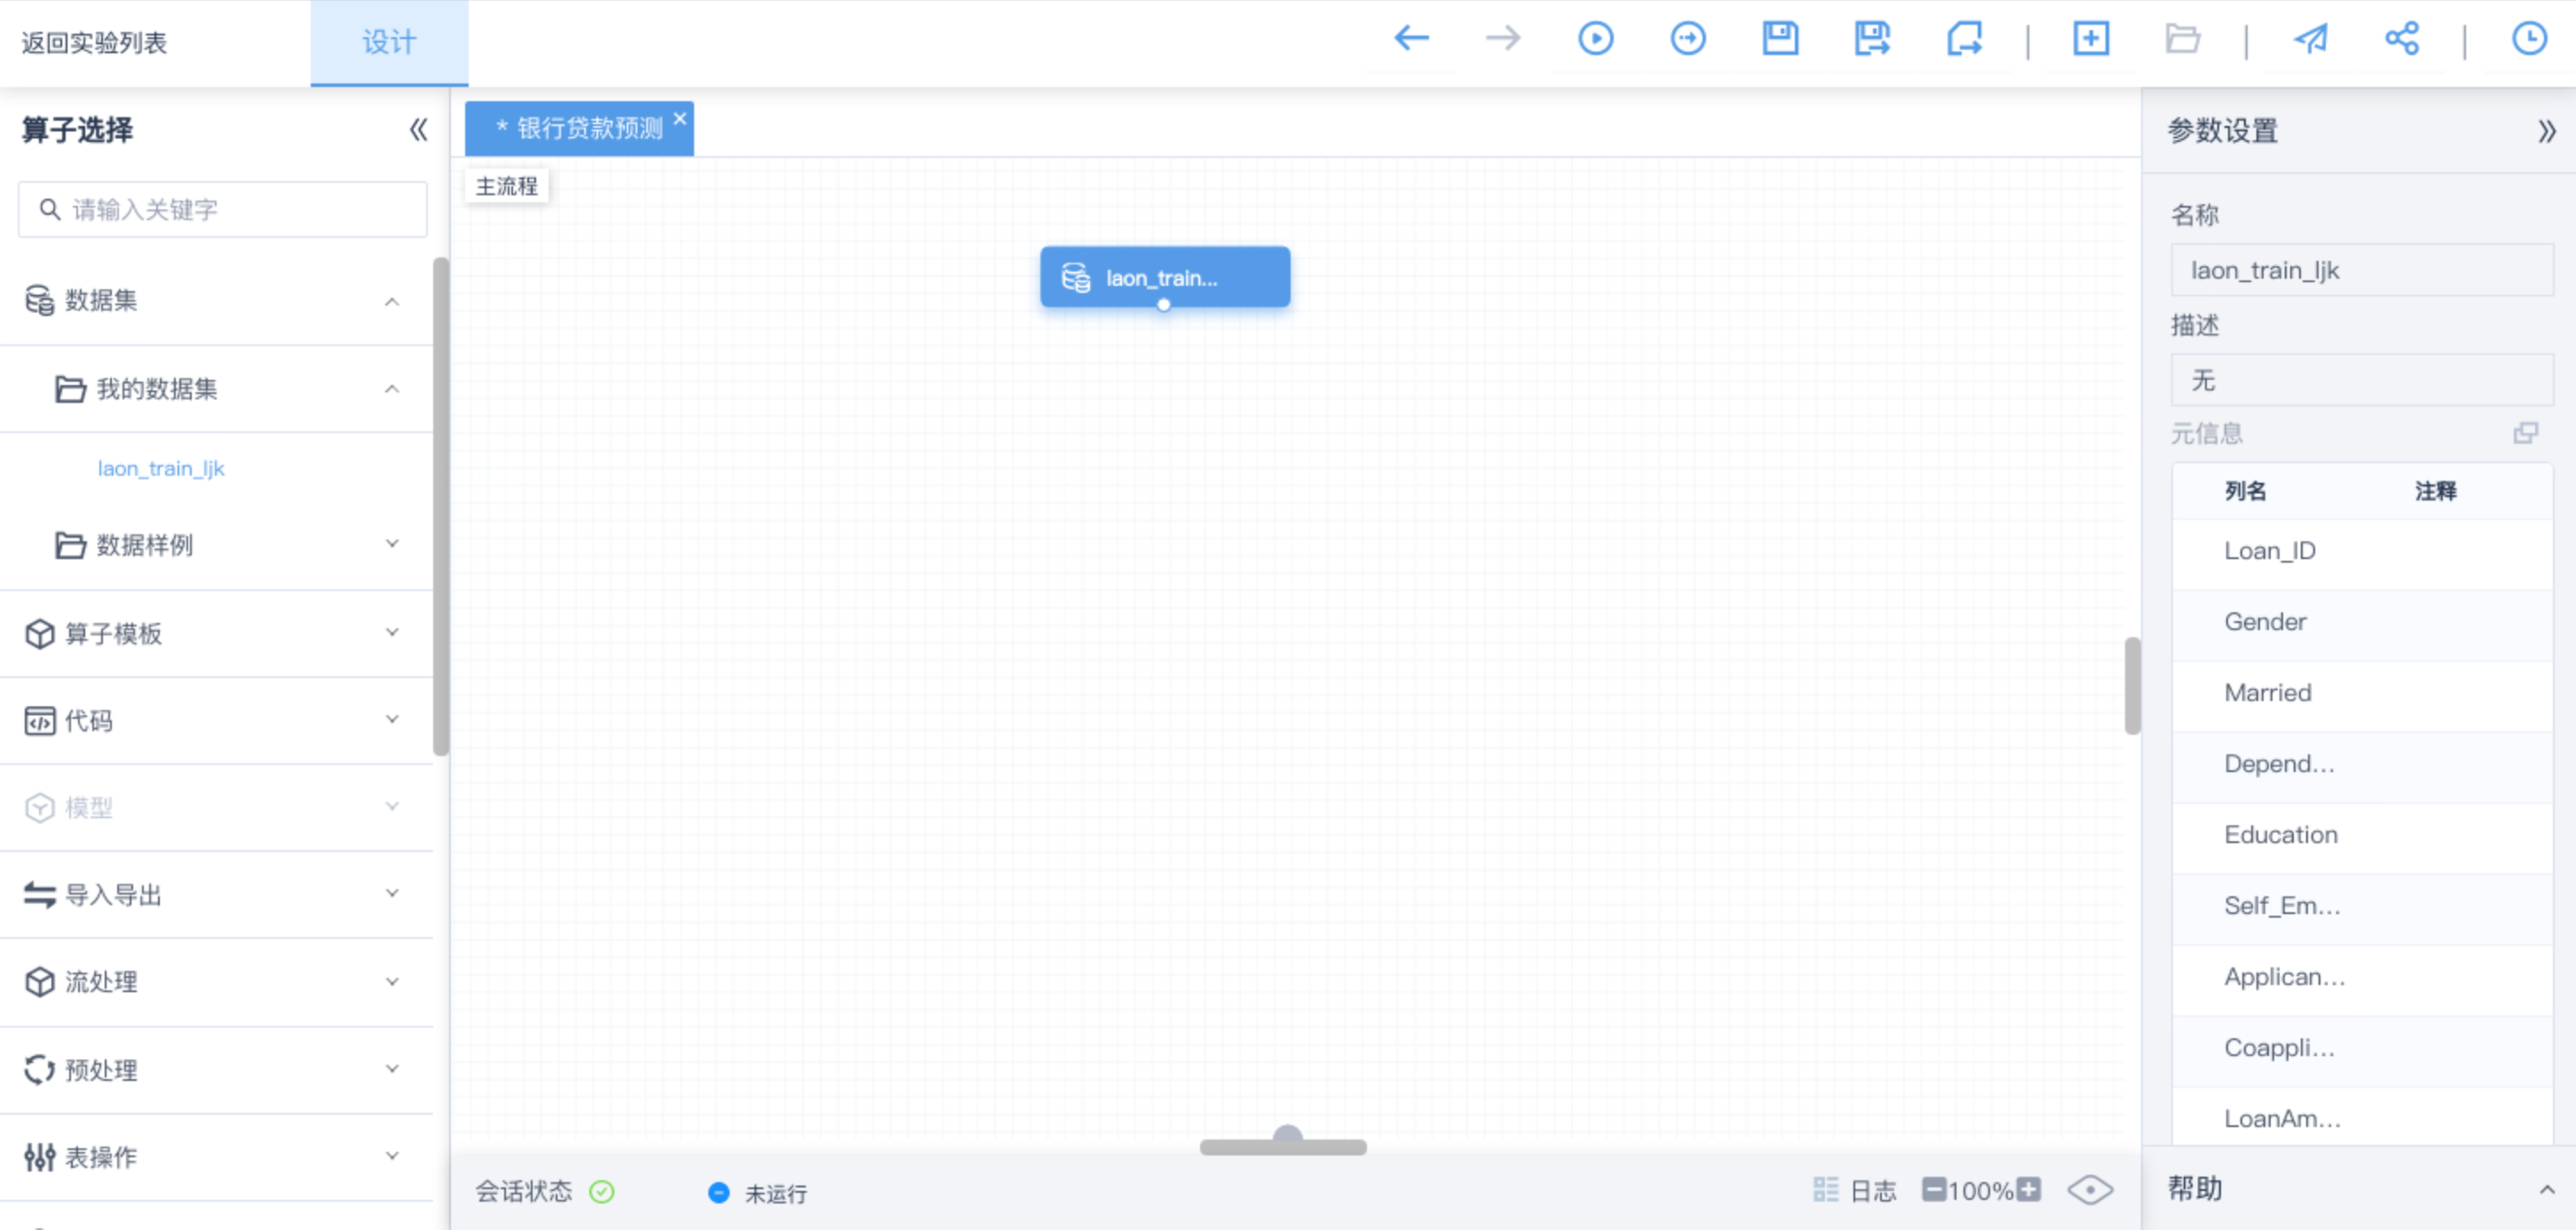 返回实验列表
设计
算子选择
请输入关键字
数据集
我的数据集
laon_train_ljk
数据样例
算子模板
代码
模型
导入导出
流处理
预处理
表操作
* 银行贷款预测
主流程
laon_train...
会话状态
未运行
日志
100%
参数设置
名称
laon_train_ljk
描述
无
元信息
列名 注释
Loan_ID
Gender
Married
Depend...
Education
Self_Em...
Applican...
Coappli...
LoanAm...
帮助